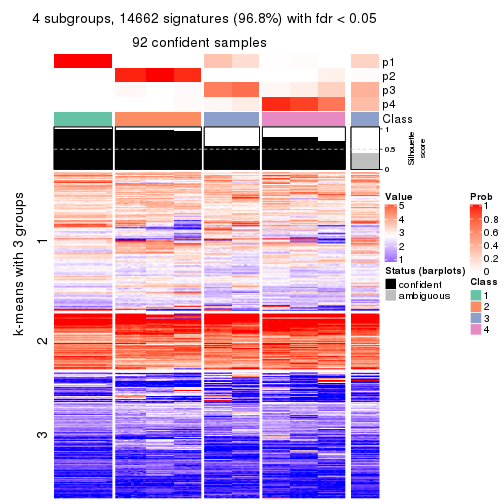 4 subgroups, 14662 signatures (96.8%) with fdr < 0.05
92 confident samples
p1
p2
p3
p4
Class
1
0.5
0
Silhouette
score
k-means with 3 groups
1
2
3
Value
5
4
3
2
1
Status (barplots)
confident
ambiguous
Prob
1
0.8
0.6
0.4
0.2
0
Class
1
2
3
4